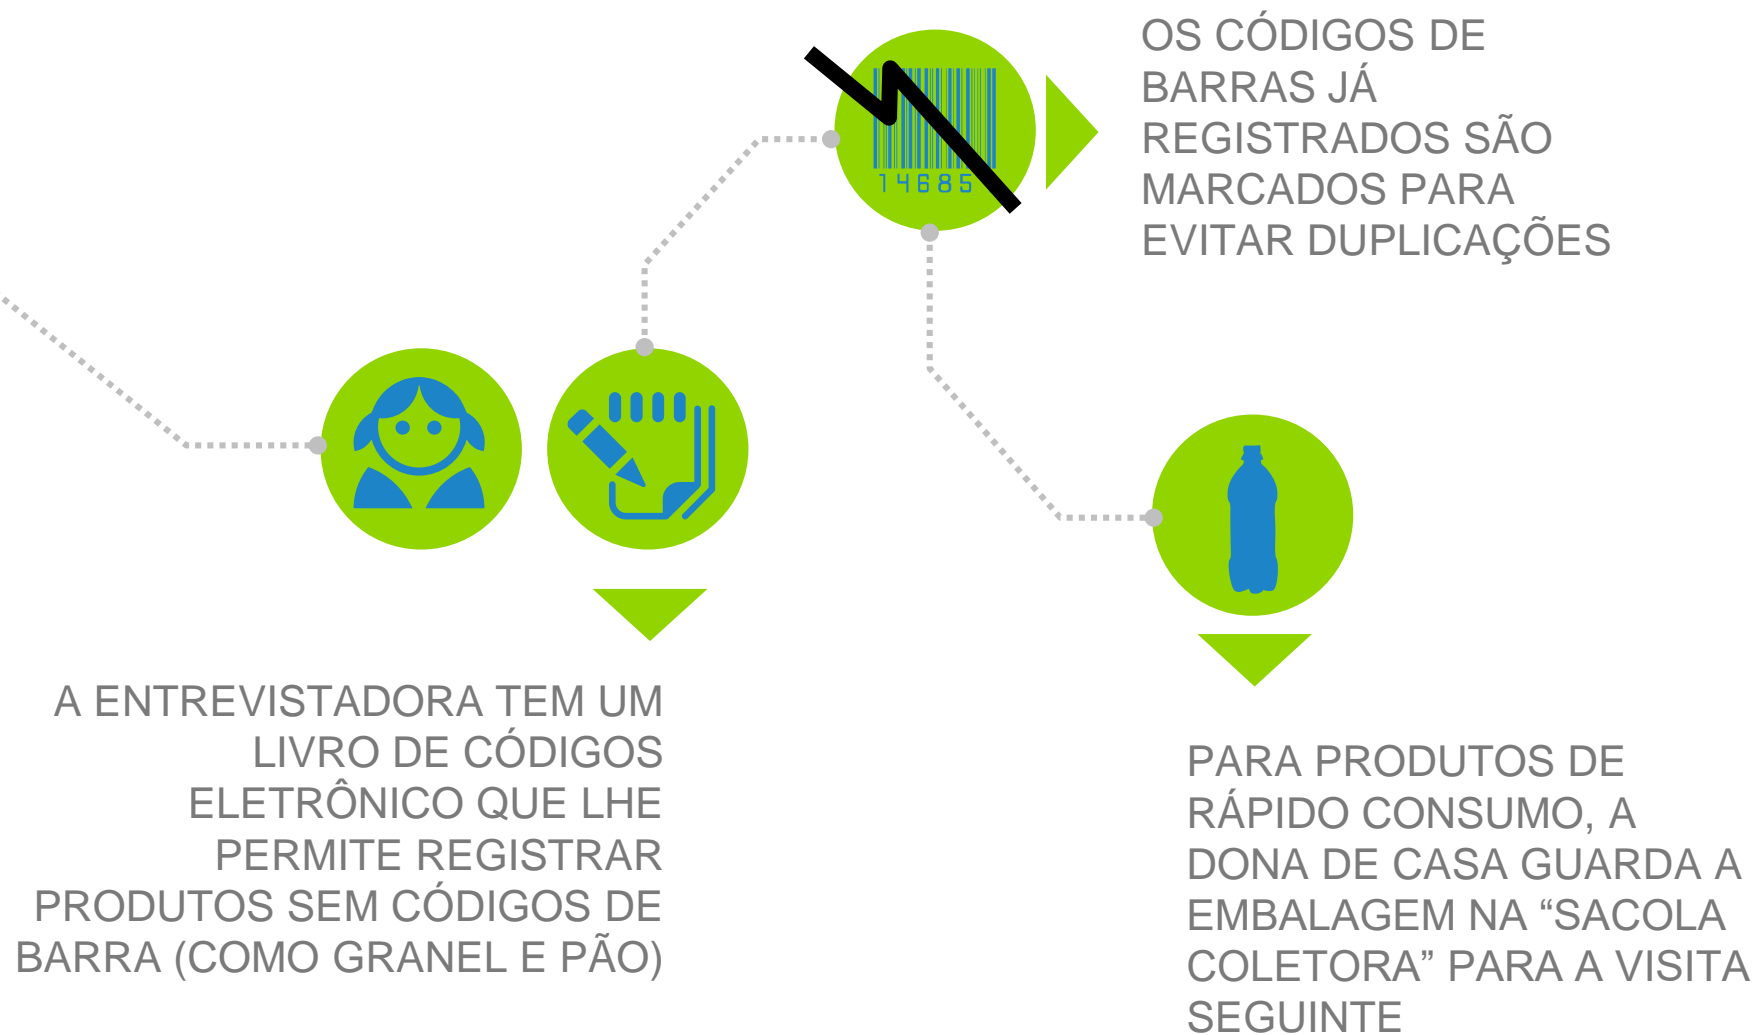 OS CÓDIGOS DE
BARRAS JÁ
REGISTRADOS SÃO
MARCADOS PARA
EVITAR DUPLICAÇÕES
14685
A ENTREVISTADORA TEM UM
LIVRO DE CÓDIGOS
ELETRÔNICO QUE LHE
PERMITE REGISTRAR
PRODUTOS SEM CÓDIGOS DE
BARRA (COMO GRANEL E PÃO)
PARA PRODUTOS DE
RÁPIDO CONSUMO, A
DONA DE CASA GUARDA A
EMBALAGEM NA “SACOLA
COLETORA” PARA A VISITA
SEGUINTE